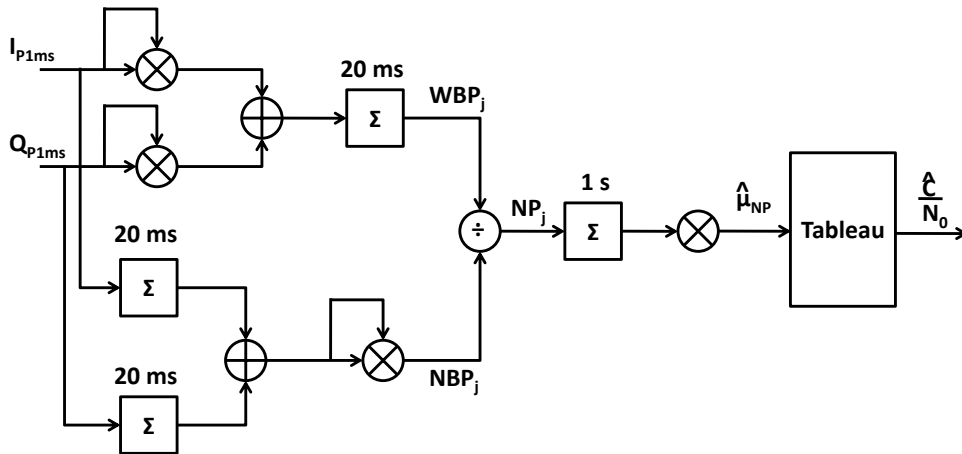 I_P1ms
20 ms
Σ
WBP_j
Q_P1ms
1 s
NP_j
÷
Σ
μ̂_NP
Tableau
Ĉ
N_0
20 ms
Σ
NBP_j
20 ms
Σ